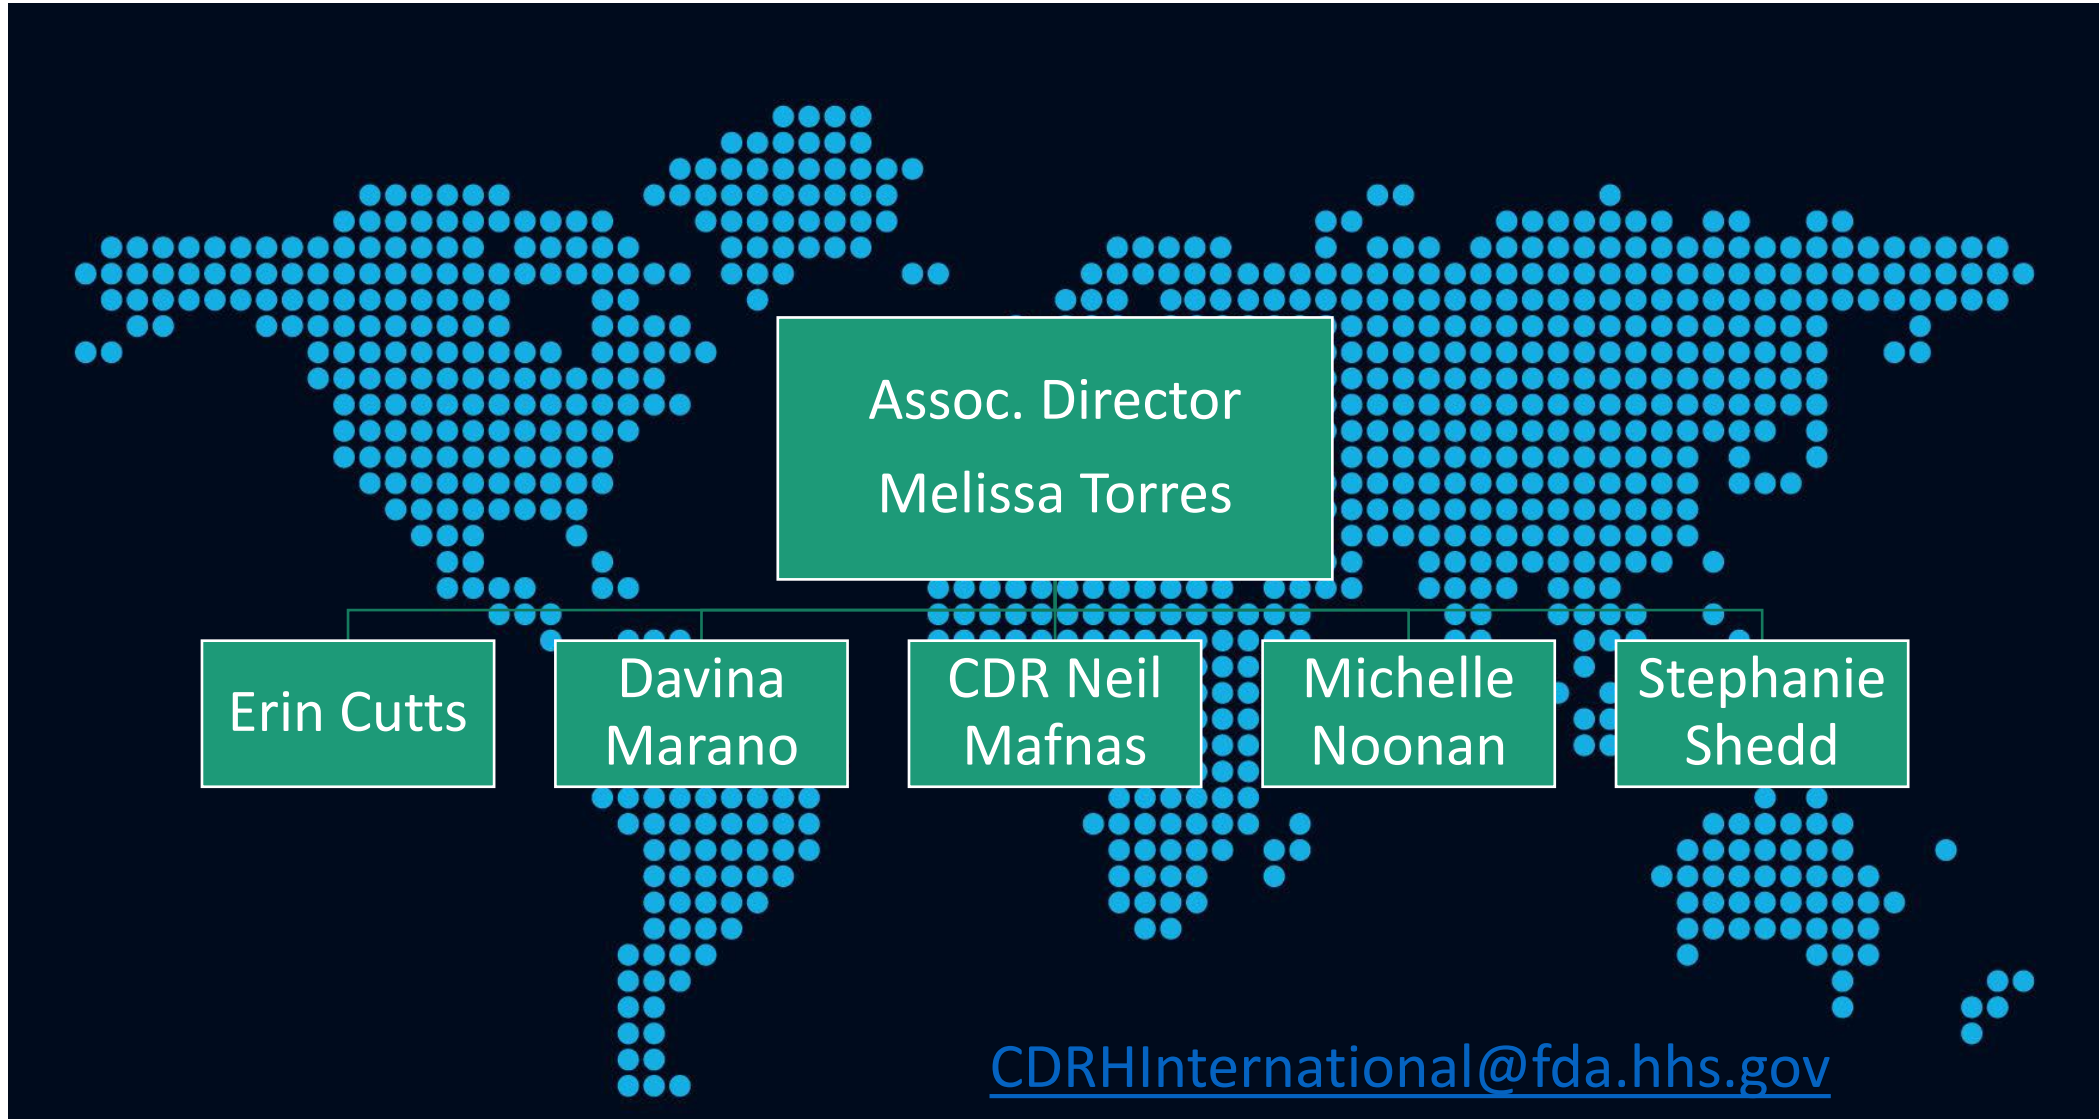 Assoc. Director
Melissa Torres
Erin Cutts
Davina
Marano
CDR Neil
Mafnas
Michelle
Noonan
Stephanie
Shedd
CDRHInternational@fda.hhs.gov